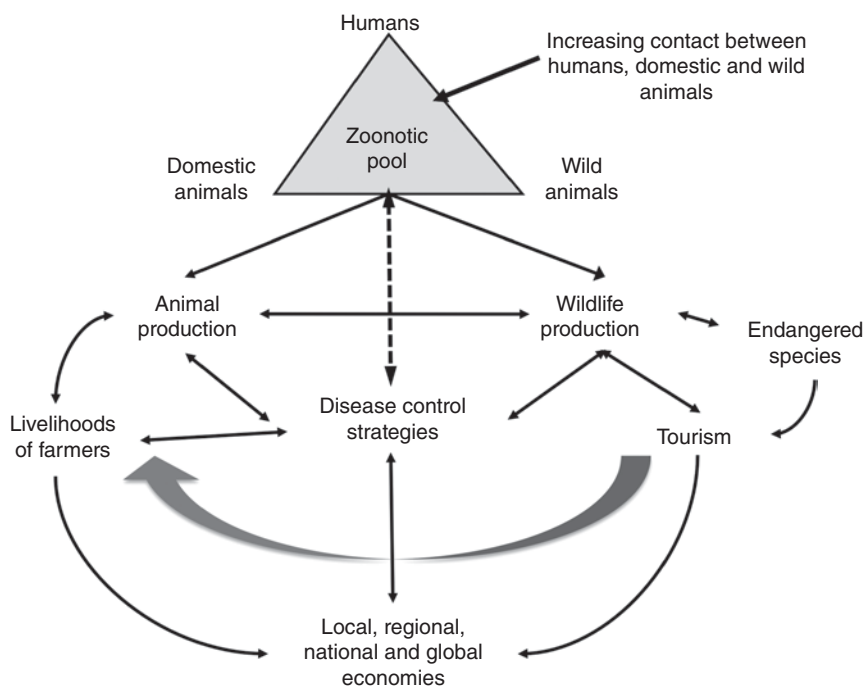 Humans
Increasing contact between
humans, domestic and wild
animals
Zoonotic
pool
Domestic
animals
Wild
animals
Animal
production
Wildlife
production
Endangered
species
Disease control
strategies
Livelihoods
of farmers
Tourism
Local, regional,
national and global
economies